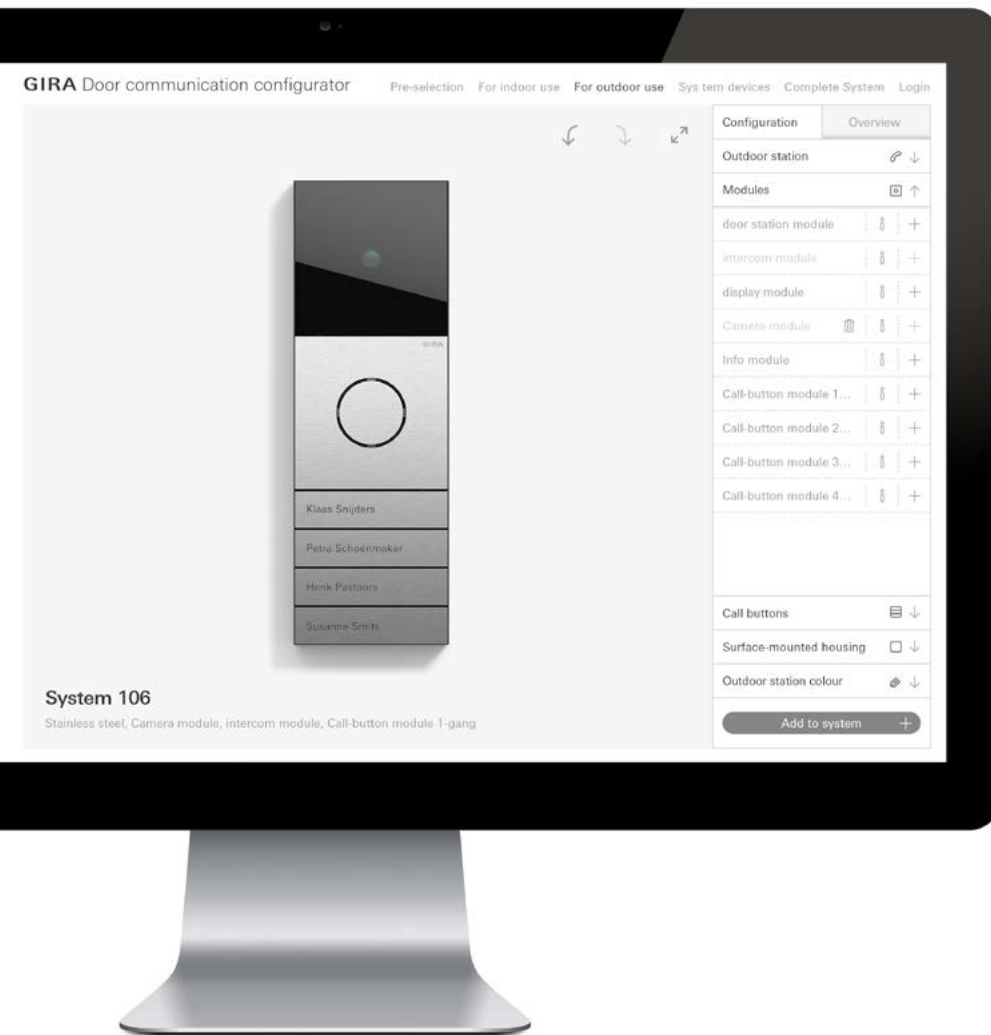 GIRA Door communication configurator
Pre-selection For indoor use For outdoor use Sys tem devices Complete System Login
Configuration Overview
Outdoor station
Modules
door station module
intercom module
display module
Camera module
Info module
Call-button module 1...
Call-button module 2...
Call-button module 3...
Call-button module 4...
Call buttons
Surface-mounted housing
Outdoor station colour
Add to system
GIRA
Klaas Snijders
Petra Schoenmaker
Henk Pastoors
Susanne Smits
System 106
Stainless steel, Camera module, intercom module, Call-button module 1-gang